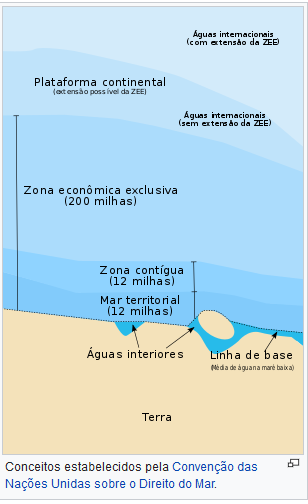 Águas internacionais
(com extensão da ZEE)
Plataforma continental
(extensão possível da ZEE)
Águas internacionais
(sem extensão da ZEE)
Zona econômica exclusiva
(200 milhas)
Zona contígua
(12 milhas)
Mar territorial
(12 milhas)
Águas interiores
Linha de base
(Média de água na maré baixa)
Terra
Conceitos estabelecidos pela Convenção das
Nações Unidas sobre o Direito do Mar.